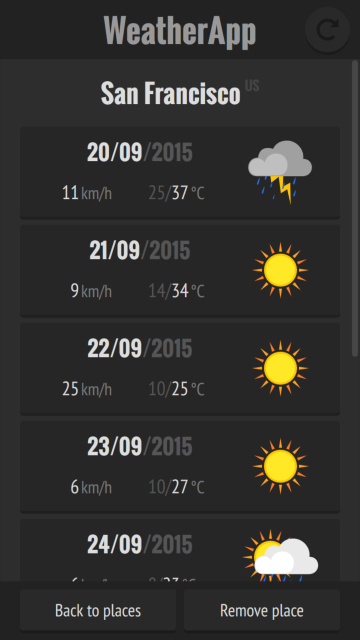 WeatherApp
San Francisco US
20/09/2015
11 km/h 25/37 °C
21/09/2015
9 km/h 14/34 °C
22/09/2015
25 km/h 10/25 °C
23/09/2015
6 km/h 10/27 °C
24/09/2015
Back to places Remove place